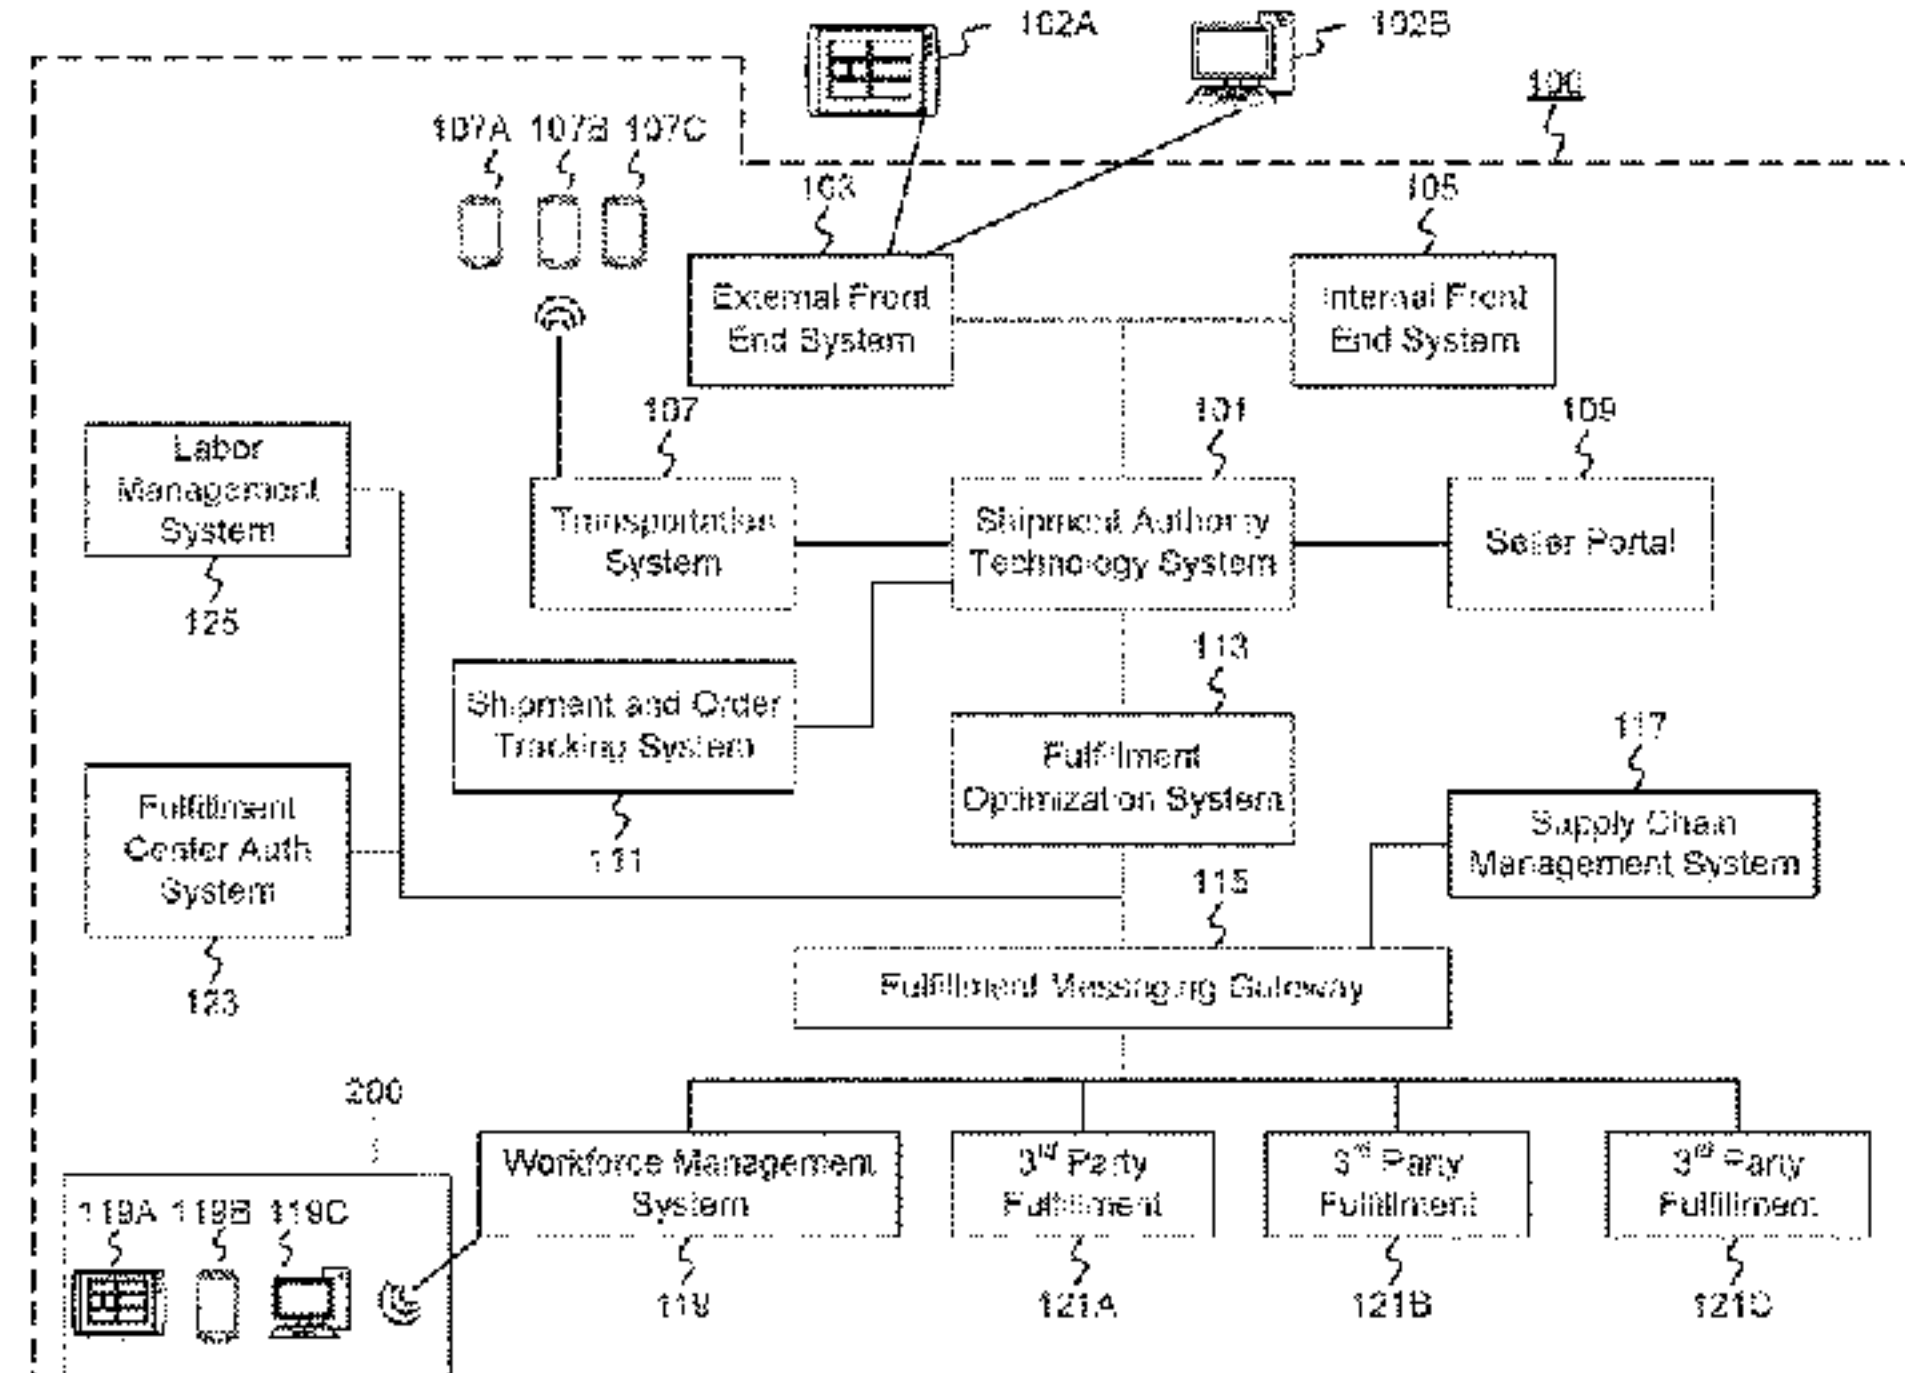 102A
102B
100
107A 107B 107C
103
105
External Front
End System
Internal Front
End System
107
101
109
Labor
Management
System
Transportation
System
Shipment Authority
Technology System
Seller Portal
125
113
Shipment and Order
Tracking System
117
Fulfillment
Optimization System
Fulfillment
Center Auth
System
Supply Chain
Management System
111
115
123
Fulfillment Messaging Gateway
200
Workforce Management
System
3rd Party
Fulfillment
3rd Party
Fulfillment
3rd Party
Fulfillment
119A 119B 119C
119
121A
121B
121C